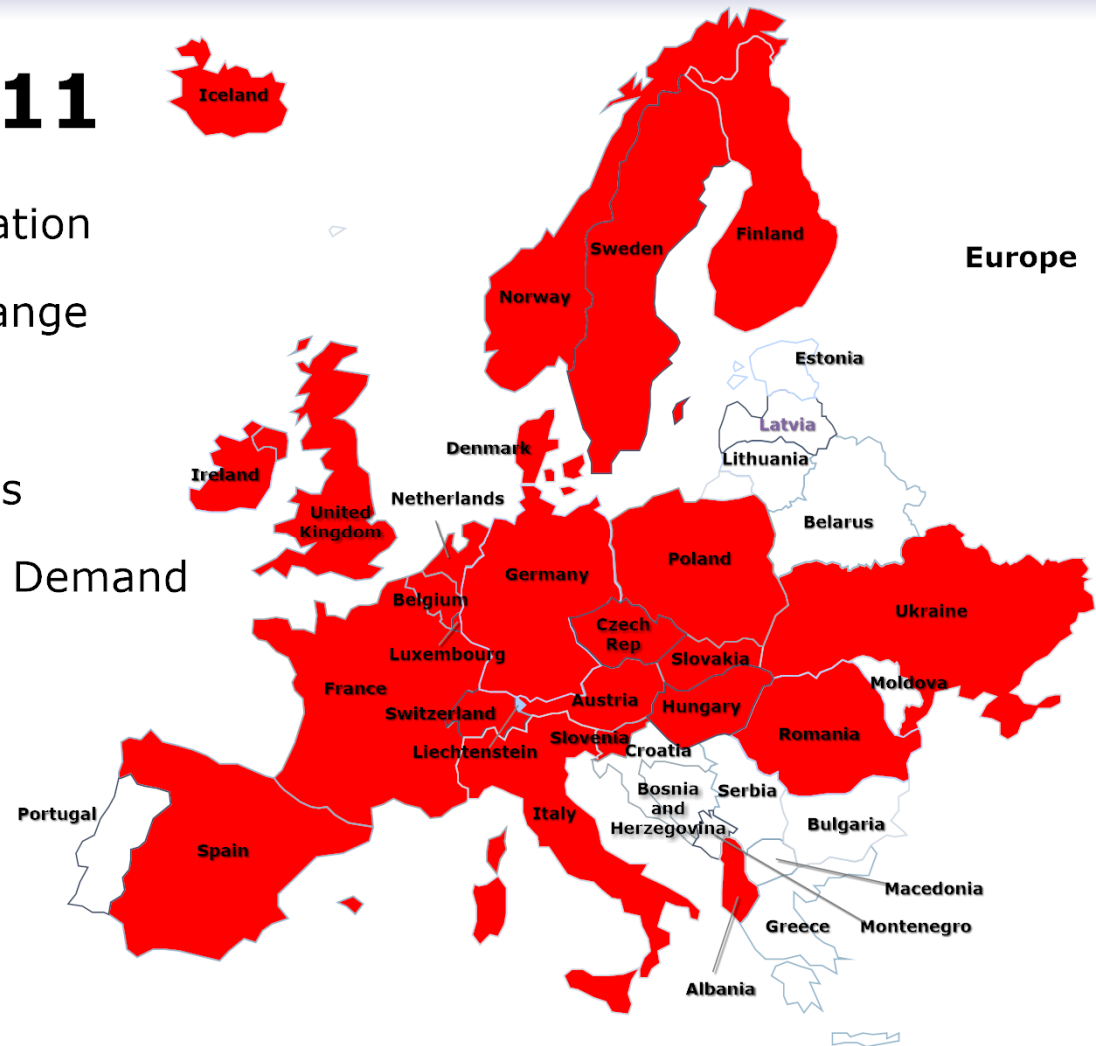 11
Iceland
ation
Sweden
Finland
Europe
Norway
ange
Estonia
Latvia
Denmark
Lithuania
Ireland
s
Netherlands
United
Kingdom
Belarus
Poland
Demand
Germany
Belgium
Ukraine
Czech
Rep
Luxembourg
Slovakia
France
Moldova
Austria
Hungary
Switzerland
Romania
Slovenia
Liechtenstein
Croatia
Bosnia
and
Herzegovina
Serbia
Portugal
Italy
Bulgaria
Spain
Macedonia
Greece
Montenegro
Albania